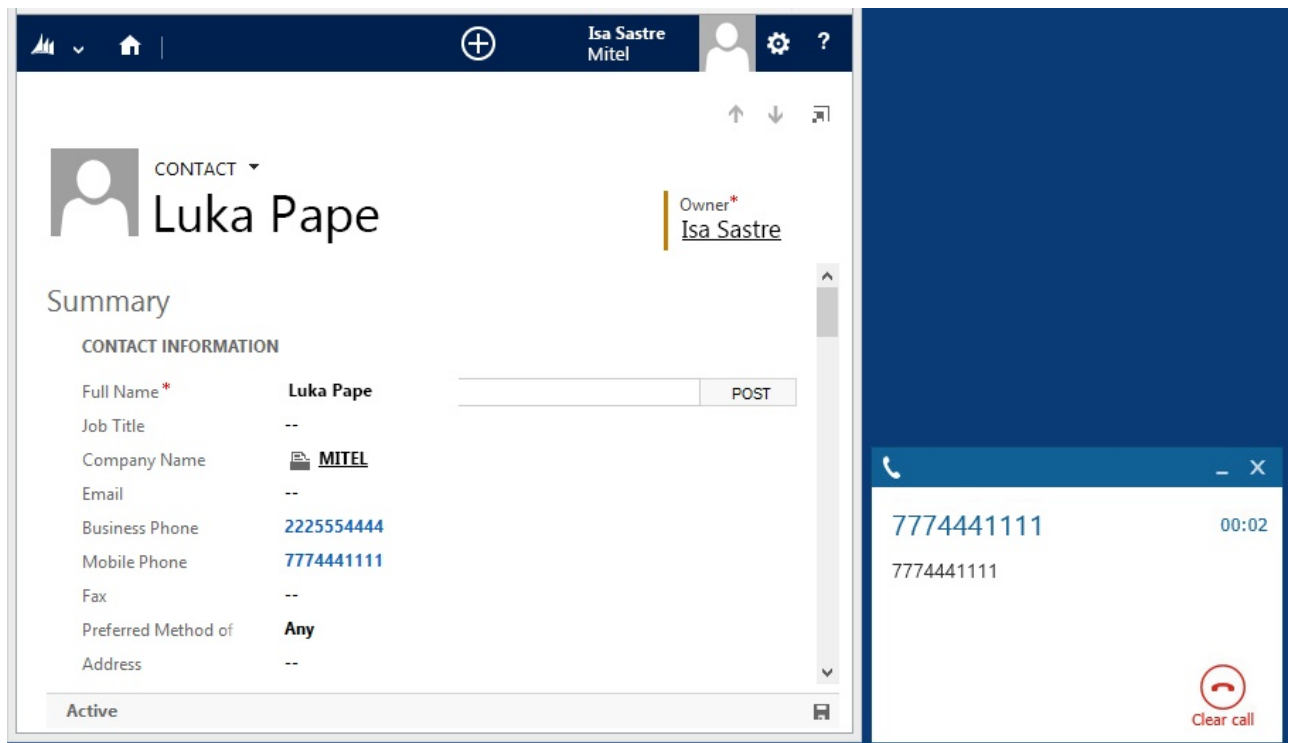 Isa Sastre
Mitel
?
CONTACT
Luka Pape
Owner*
Isa Sastre
Summary
CONTACT INFORMATION
Full Name* Luka Pape POST
Job Title --
Company Name MITEL
Email --
Business Phone 2225554444
Mobile Phone 7774441111
Fax --
Preferred Method of Any
Address --
Active
7774441111 00:02
7774441111
Clear call